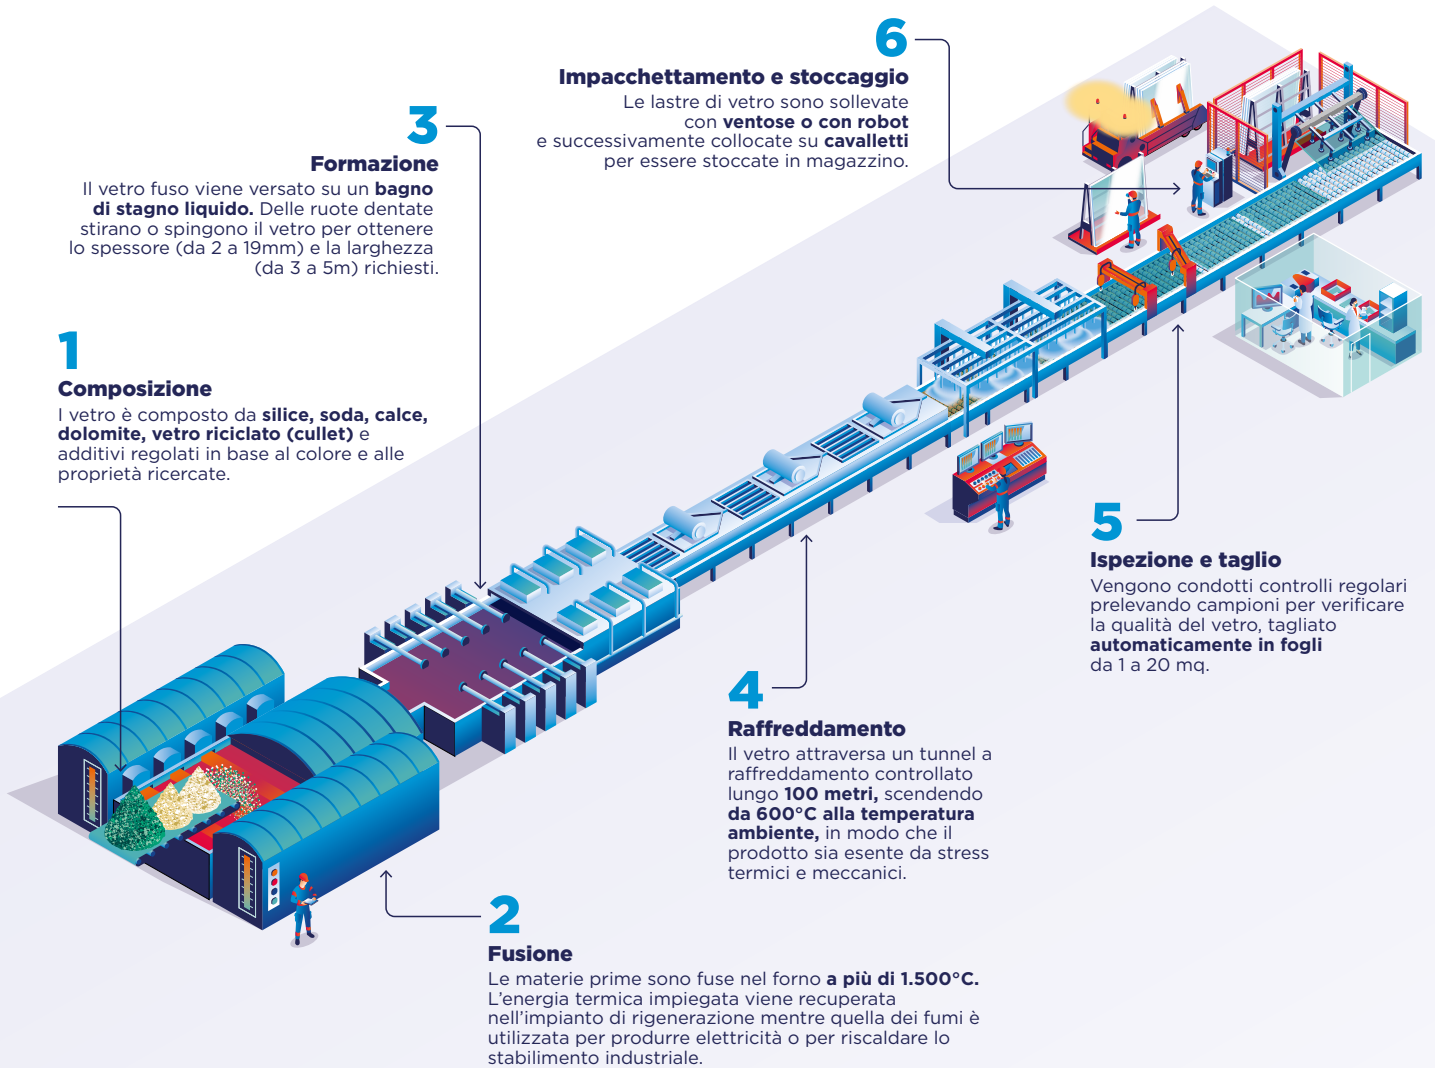 1
Composizione
I vetro è composto da silice, soda, calce,
dolomite, vetro riciclato (cullet) e
additivi regolati in base al colore e alle
proprietà ricercate.
2
Fusione
Le materie prime sono fuse nel forno a più di 1.500°C.
L'energia termica impiegata viene recuperata
nell'impianto di rigenerazione mentre quella dei fumi è
utilizzata per produrre elettricità o per riscaldare lo
stabilimento industriale.
3
Formazione
Il vetro fuso viene versato su un bagno
di stagno liquido. Delle ruote dentate
stirano o spingono il vetro per ottenere
lo spessore (da 2 a 19mm) e la larghezza
(da 3 a 5m) richiesti.
4
Raffreddamento
Il vetro attraversa un tunnel a
raffreddamento controllato
lungo 100 metri, scendendo
da 600°C alla temperatura
ambiente, in modo che il
prodotto sia esente da stress
termici e meccanici.
5
Ispezione e taglio
Vengono condotti controlli regolari
prelevando campioni per verificare
la qualità del vetro, tagliato
automaticamente in fogli
da 1 a 20 mq.
6
Impacchettamento e stoccaggio
Le lastre di vetro sono sollevate
con ventose o con robot
e successivamente collocate su cavalletti
per essere stoccate in magazzino.